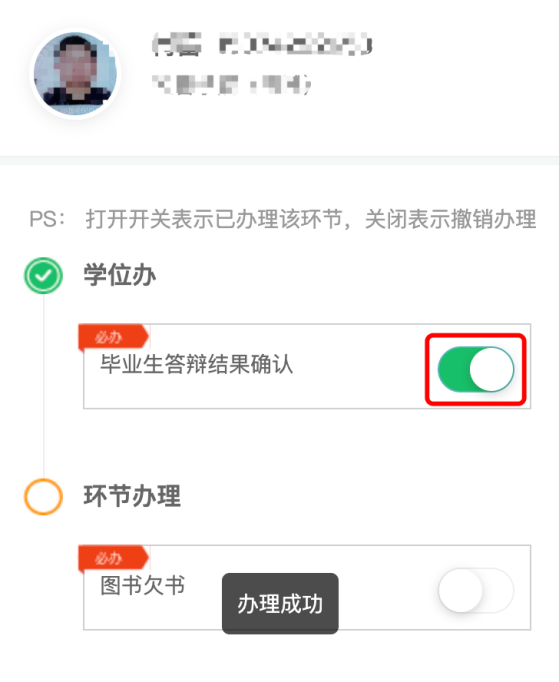 PS： 打开开关表示已办理该环节，关闭表示撤销办理
学位办
必办
毕业生答辩结果确认
环节办理
必办
图书欠书
办理成功